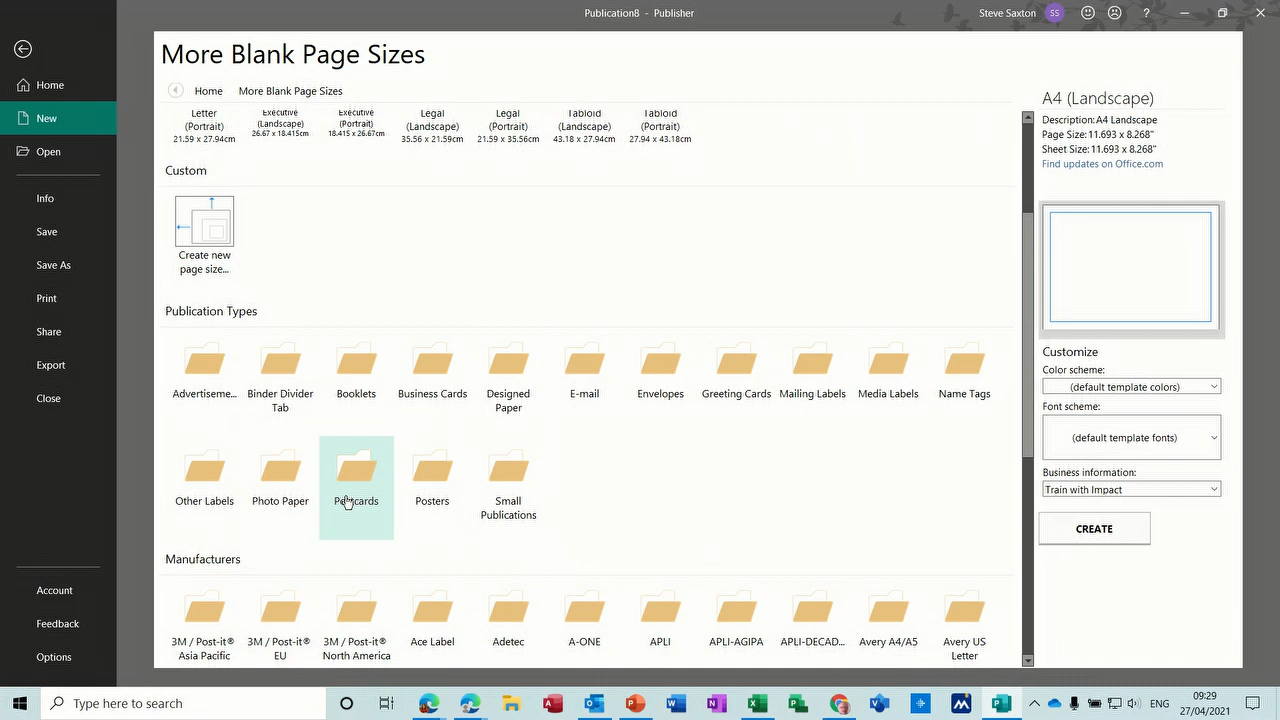 Publication8 - Publisher
Steve Saxton
SS
?
Home
New
Open
Info
Save
Save As
Print
Share
Export
Close
Account
Feedback
Options
More Blank Page Sizes
Home
More Blank Page Sizes
Letter
(Portrait)
21.59 x 27.94cm
Executive
(Landscape)
26.67 x 18.415cm
Executive
(Portrait)
18.415 x 26.67cm
Legal
(Landscape)
35.56 x 21.59cm
Legal
(Portrait)
21.59 x 35.56cm
Tabloid
(Landscape)
43.18 x 27.94cm
Tabloid
(Portrait)
27.94 x 43.18cm
Custom
Create new
page size...
Publication Types
Advertiseme...
Binder Divider
Tab
Booklets
Business Cards
Designed
Paper
E-mail
Envelopes
Greeting Cards
Mailing Labels
Media Labels
Name Tags
Other Labels
Photo Paper
Postcards
Posters
Small
Publications
Manufacturers
3M / Post-it®
Asia Pacific
3M / Post-it®
EU
3M / Post-it®
North America
Ace Label
Adetec
A-ONE
APLI
APLI-AGIPA
APLI-DECAD...
Avery A4/A5
Avery US
Letter
A4 (Landscape)
Description: A4 Landscape
Page Size: 11.693 x 8.268"
Sheet Size: 11.693 x 8.268"
Find updates on Office.com
Customize
Color scheme:
(default template colors)
Font scheme:
(default template fonts)
Business information:
Train with Impact
CREATE
Type here to search
ENG
09:29
27/04/2021